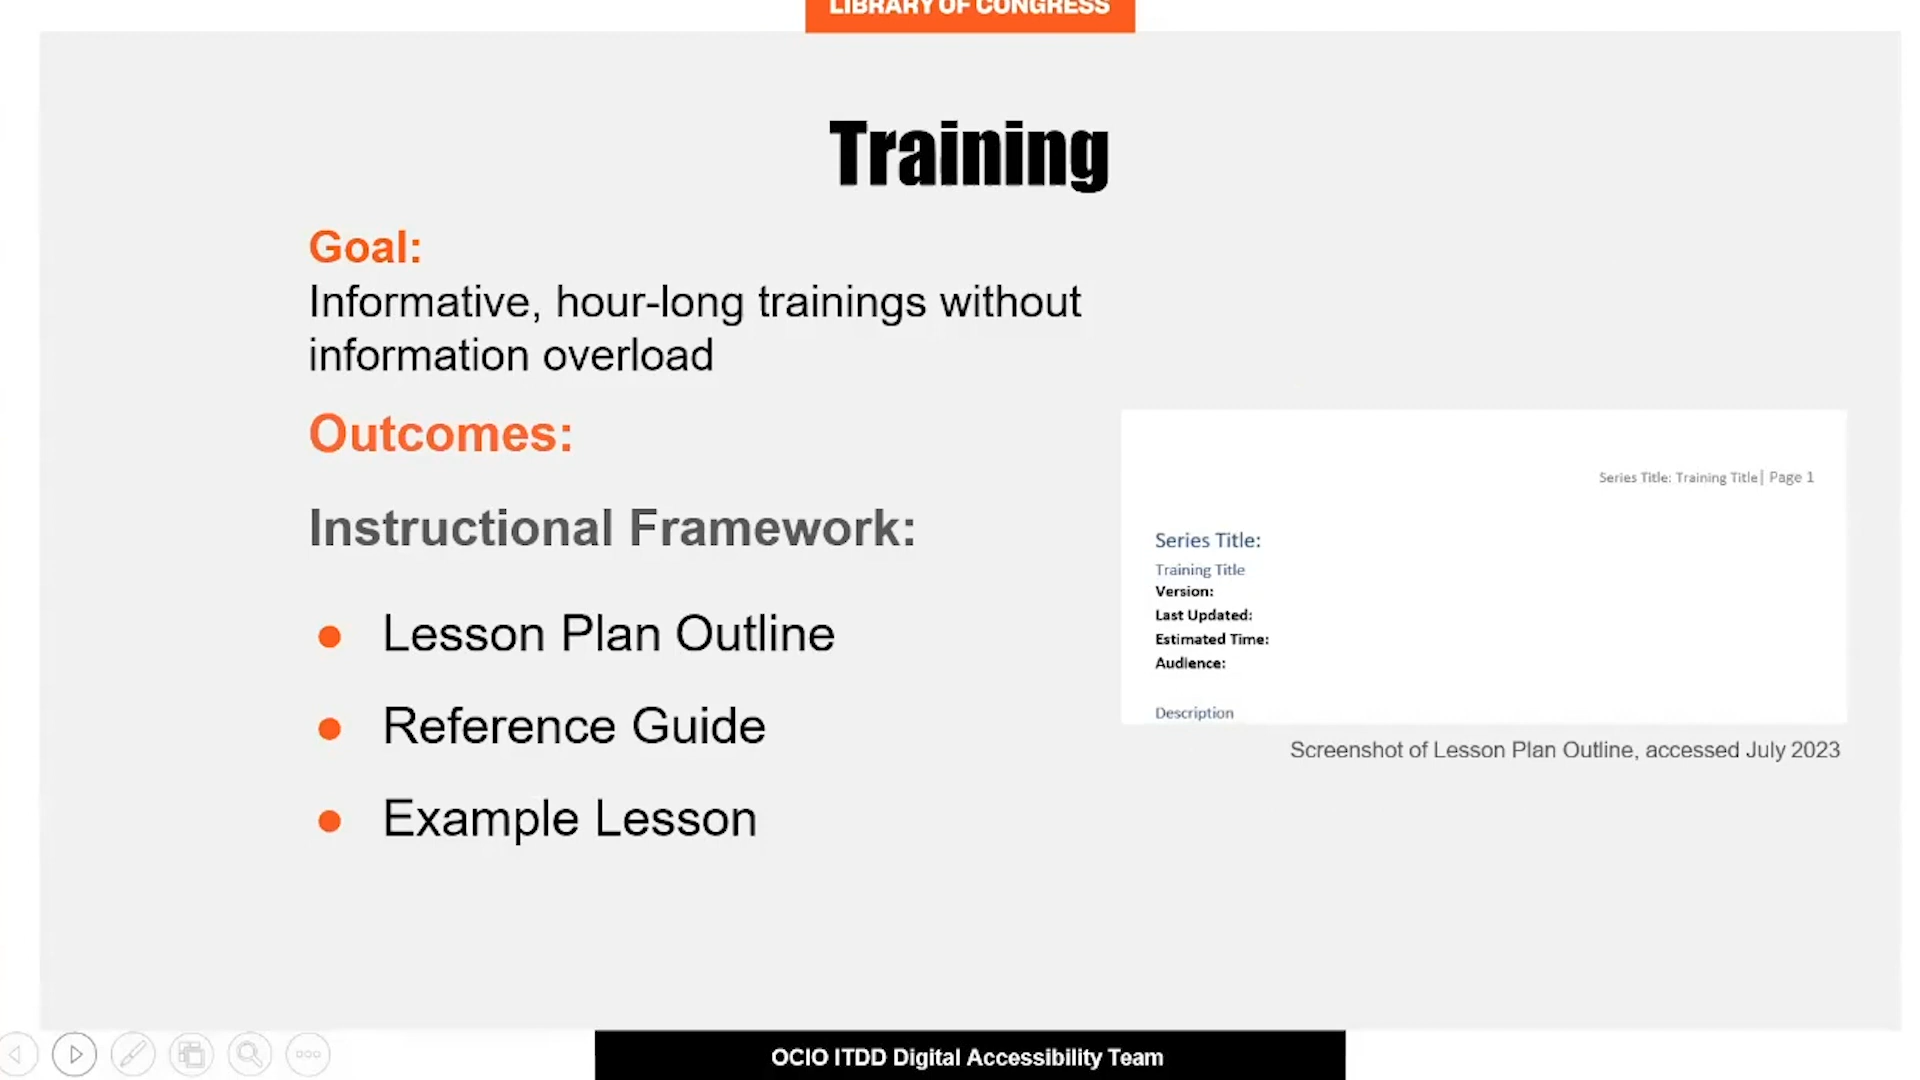 LIBRARY OF CONGRESS
Training
Goal:
Informative, hour-long trainings without
information overload
Outcomes:
Instructional Framework:
Lesson Plan Outline
Reference Guide
Example Lesson
Series Title: Training Title| Page 1
Series Title:
Training Title
Version:
Last Updated:
Estimated Time:
Audience:
Description
Screenshot of Lesson Plan Outline, accessed July 2023
OCIO ITDD Digital Accessibility Team